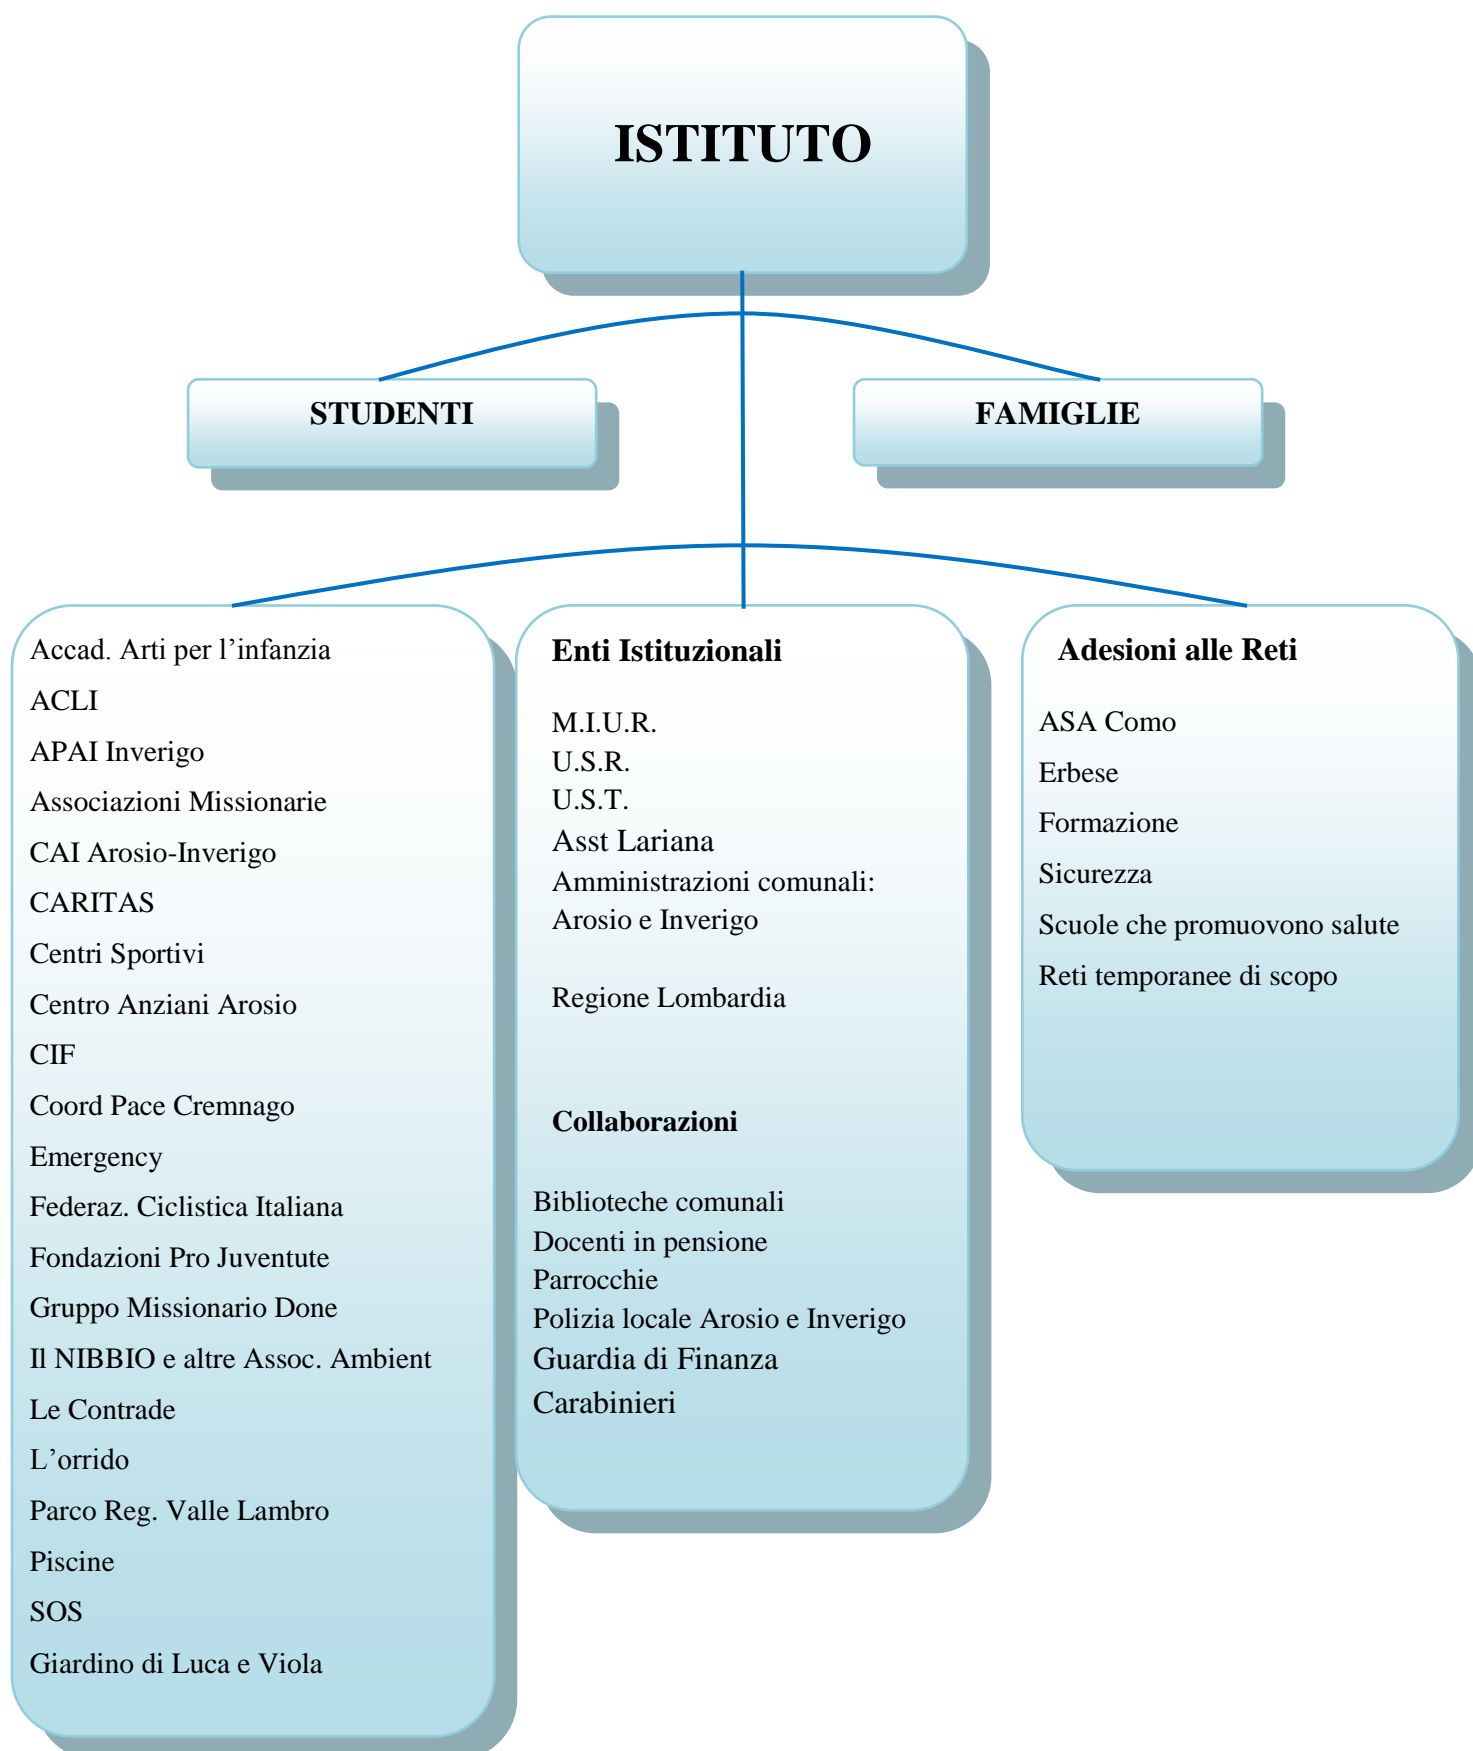 ISTITUTO
STUDENTI
FAMIGLIE
Accad. Arti per l’infanzia
ACLI
APAI Inverigo
Associazioni Missionarie
CAI Arosio-Inverigo
CARITAS
Centri Sportivi
Centro Anziani Arosio
CIF
Coord Pace Cremnago
Emergency
Federaz. Ciclistica Italiana
Fondazioni Pro Juventute
Gruppo Missionario Done
Il NIBBIO e altre Assoc. Ambient
Le Contrade
L’orrido
Parco Reg. Valle Lambro
Piscine
SOS
Giardino di Luca e Viola
Enti Istituzionali
M.I.U.R.
U.S.R.
U.S.T.
Asst Lariana
Amministrazioni comunali:
Arosio e Inverigo
Regione Lombardia
Collaborazioni
Biblioteche comunali
Docenti in pensione
Parrocchie
Polizia locale Arosio e Inverigo
Guardia di Finanza
Carabinieri
Adesioni alle Reti
ASA Como
Erbese
Formazione
Sicurezza
Scuole che promuovono salute
Reti temporanee di scopo